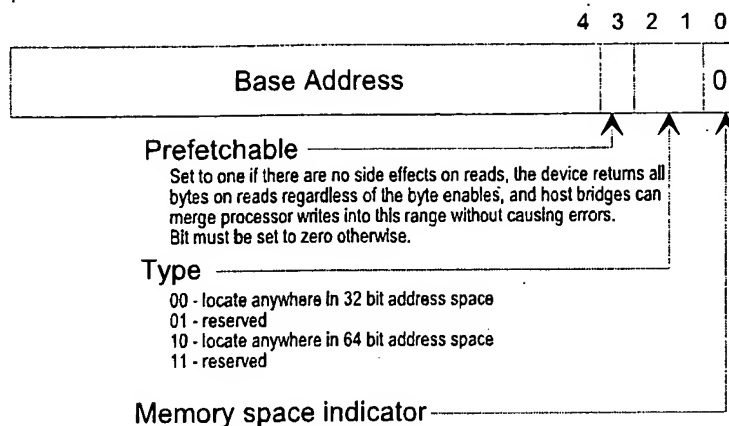 4 3 2 1 0
Base Address 0
Prefetchable
Set to one if there are no side effects on reads, the device returns all
bytes on reads regardless of the byte enables, and host bridges can
merge processor writes into this range without causing errors.
Bit must be set to zero otherwise.
Type
00 - locate anywhere in 32 bit address space
01 - reserved
10 - locate anywhere in 64 bit address space
11 - reserved
Memory space indicator